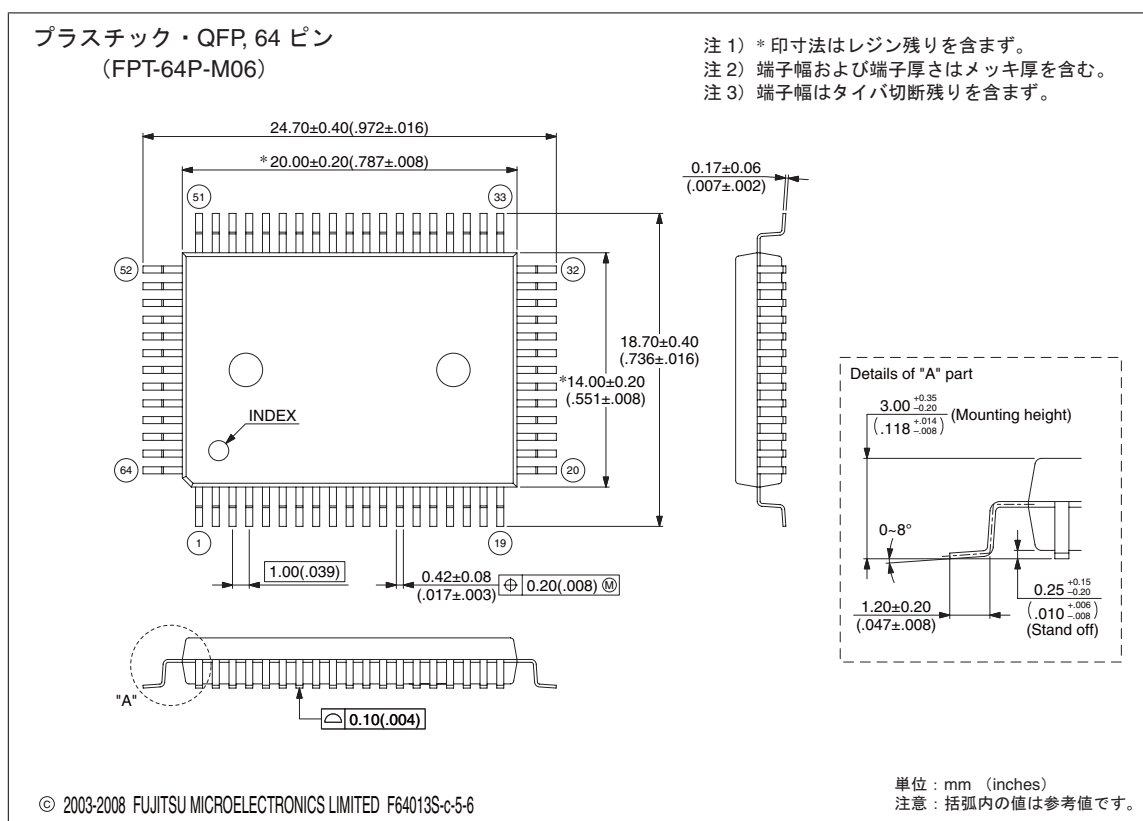 プラスチック・QFP, 64 ピン
(FPT-64P-M06)
注 1) * 印寸法はレジン残りを含まず。
注 2) 端子幅および端子厚さはメッキ厚を含む。
注 3) 端子幅はタイバ切断残りを含まず。
24.70±0.40(.972±.016)
*20.00±0.20(.787±.008)
0.17±0.06
(.007±.002)
51
33
52
32
18.70±0.40
(.736±.016)
*14.00±0.20
(.551±.008)
INDEX
64
20
1
19
1.00(.039)
0.42±0.08
(.017±.003)
⌖ 0.20(.008) Ⓜ
Details of "A" part
3.00 +0.35 −0.20 (Mounting height)
(.118 +.014 −.008)
0~8°
1.20±0.20
(.047±.008)
0.25 +0.15 −0.20
(.010 +.006 −.008)
(Stand off)
"A"
⌓ 0.10(.004)
© 2003-2008 FUJITSU MICROELECTRONICS LIMITED F64013S-c-5-6
単位:mm (inches)
注意:括弧内の値は参考値です。